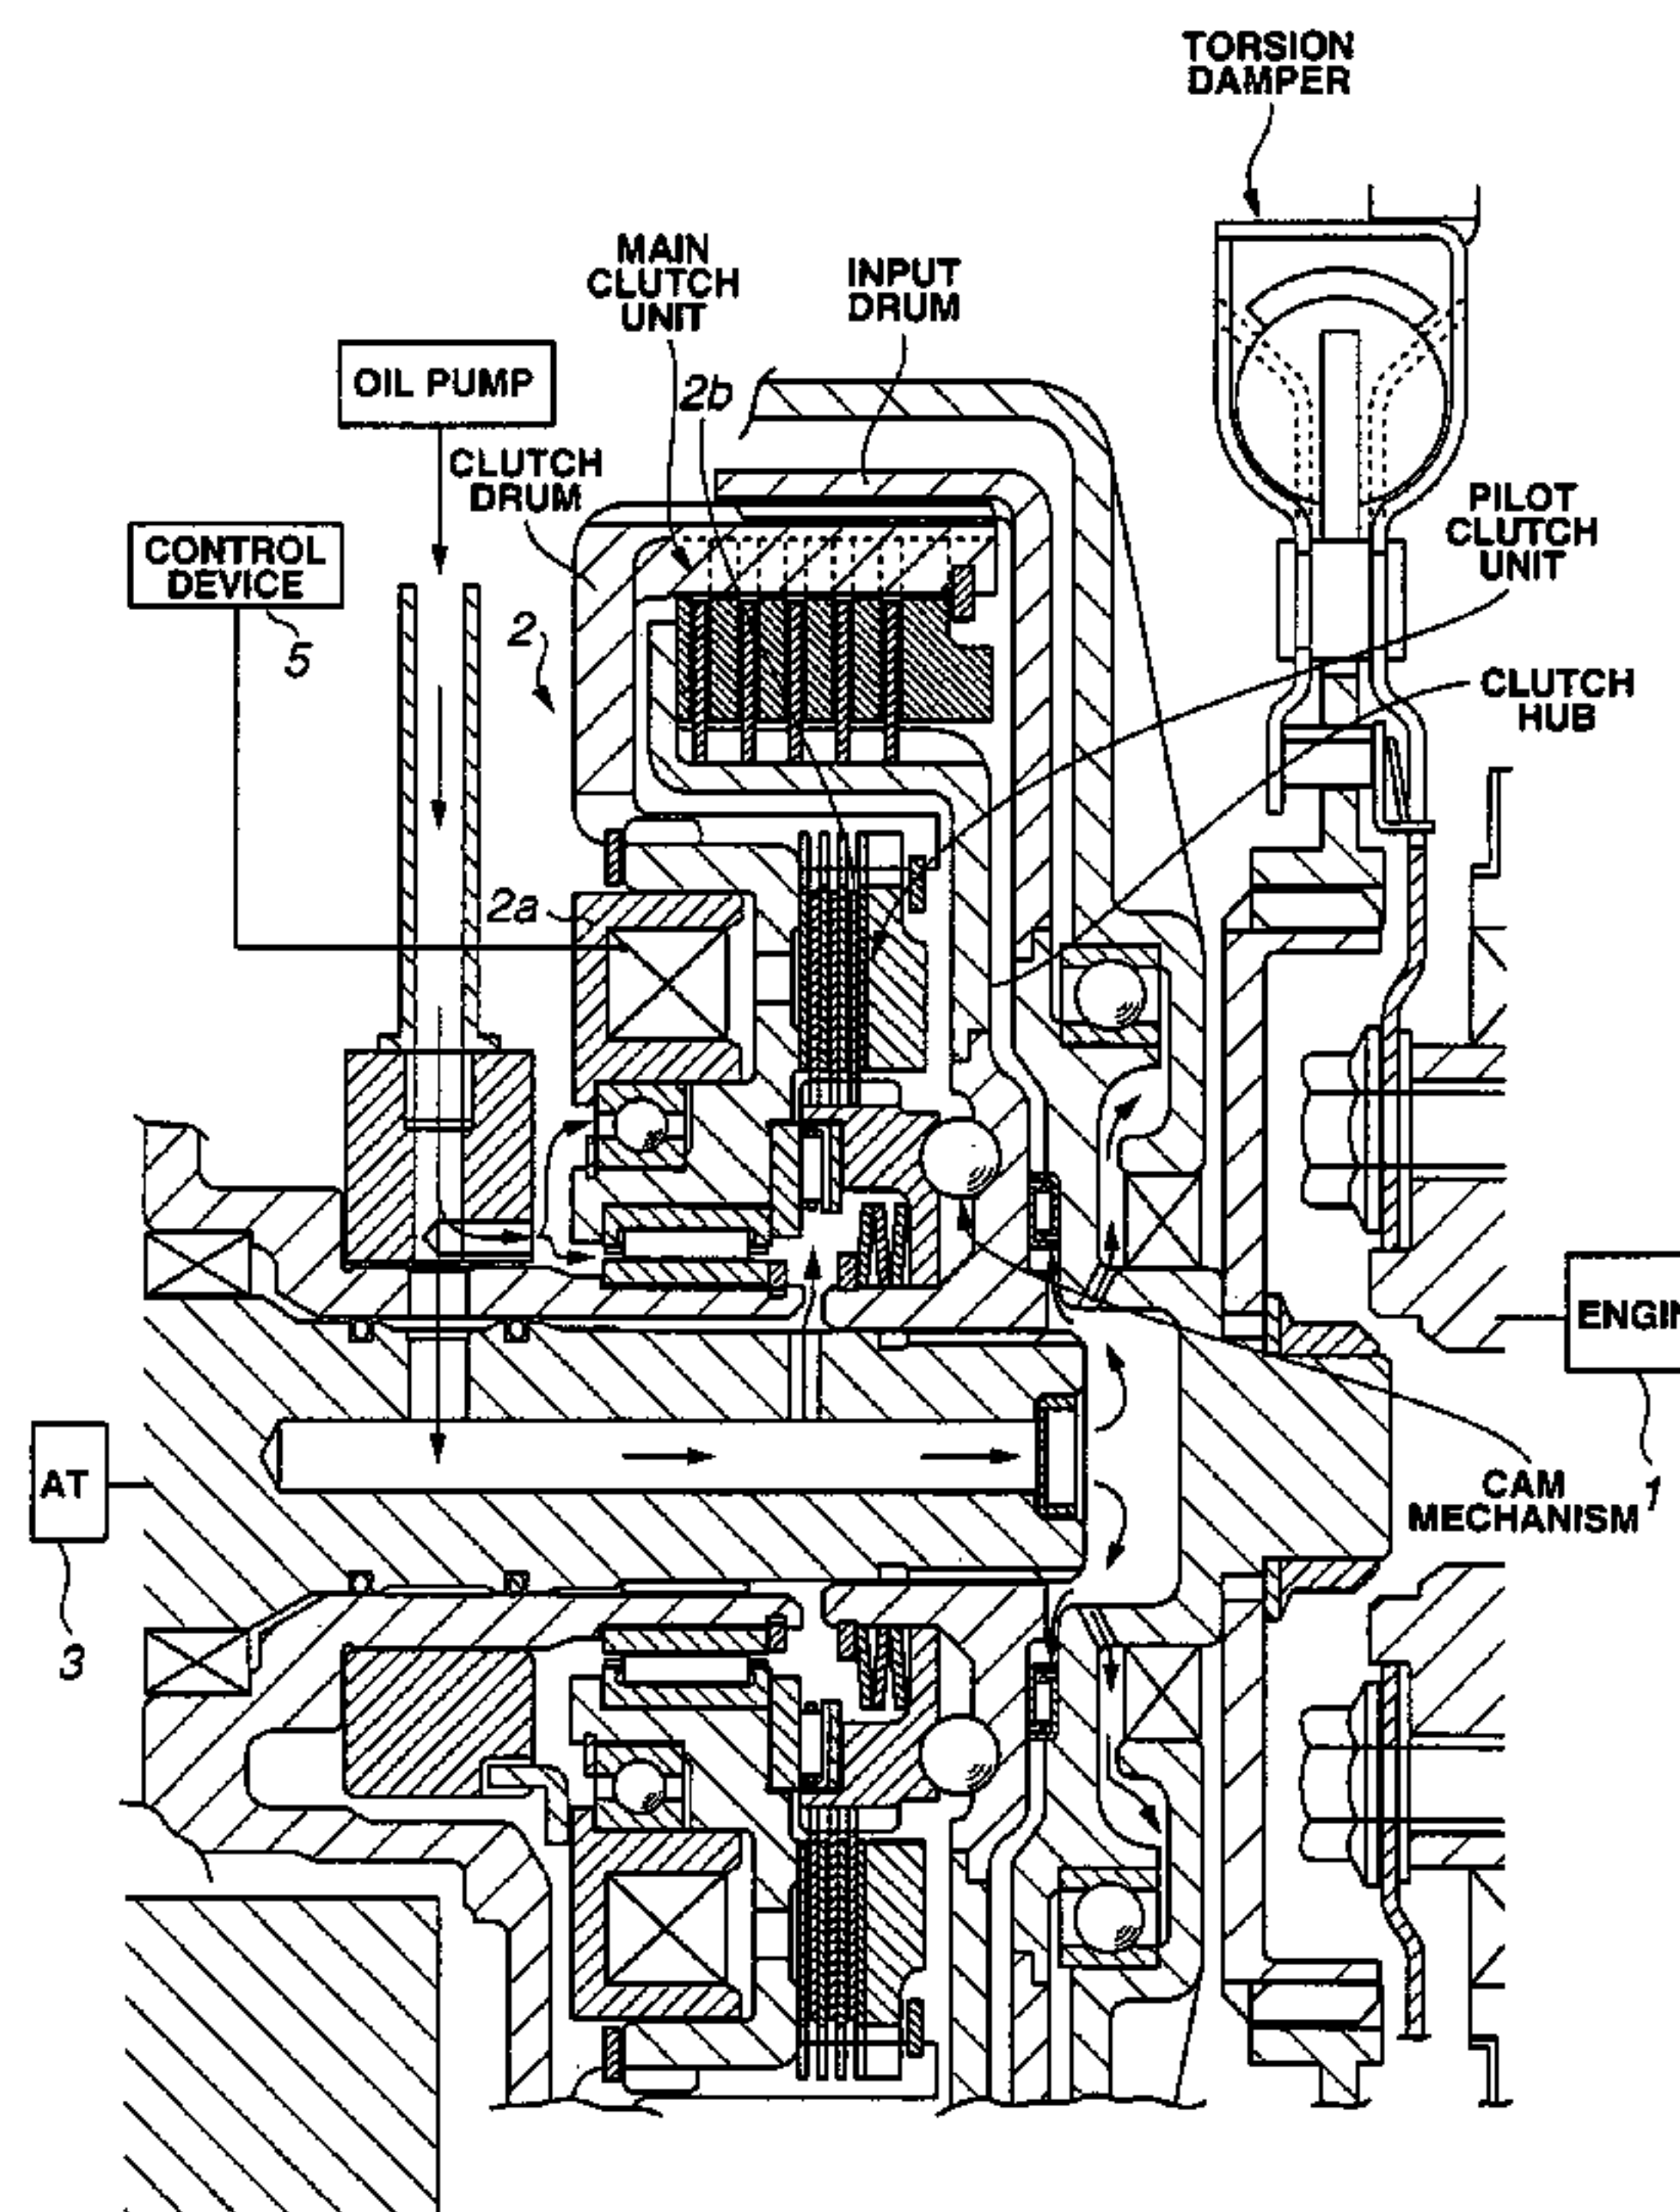 TORSION
DAMPER
MAIN
CLUTCH
UNIT
INPUT
DRUM
OIL PUMP
2b
CLUTCH
DRUM
PILOT
CLUTCH
UNIT
CONTROL
DEVICE
5
2
CLUTCH
HUB
2a
ENGIN
AT
CAM
MECHANISM
1
3